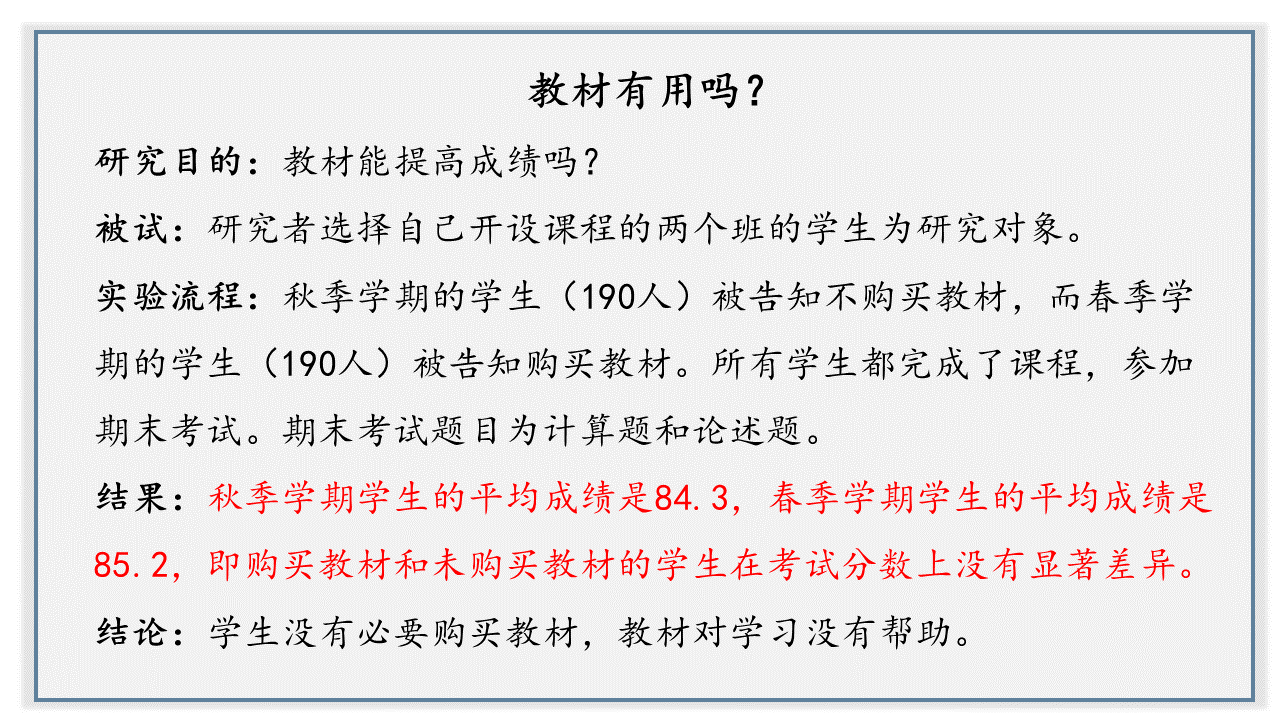 教材有用吗？
研究目的：教材能提高成绩吗？
被试：研究者选择自己开设课程的两个班的学生为研究对象。
实验流程：秋季学期的学生（190人）被告知不购买教材，而春季学
期的学生（190人）被告知购买教材。所有学生都完成了课程，参加
期末考试。期末考试题目为计算题和论述题。
结果：秋季学期学生的平均成绩是84.3，春季学期学生的平均成绩是
85.2，即购买教材和未购买教材的学生在考试分数上没有显著差异。
结论：学生没有必要购买教材，教材对学习没有帮助。